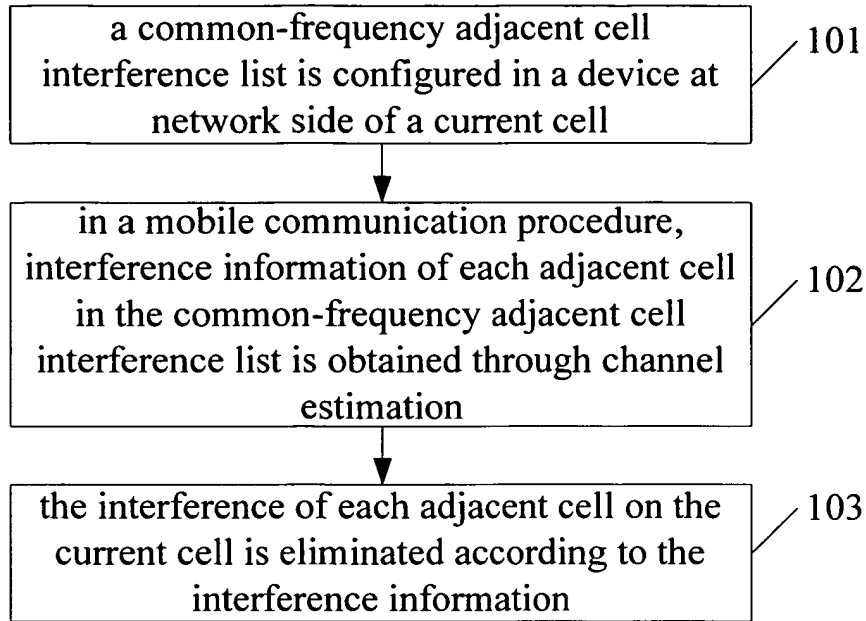 a common-frequency adjacent cell
interference list is configured in a device at
network side of a current cell
101
in a mobile communication procedure,
interference information of each adjacent cell
in the common-frequency adjacent cell
interference list is obtained through channel
estimation
102
the interference of each adjacent cell on the
current cell is eliminated according to the
interference information
103